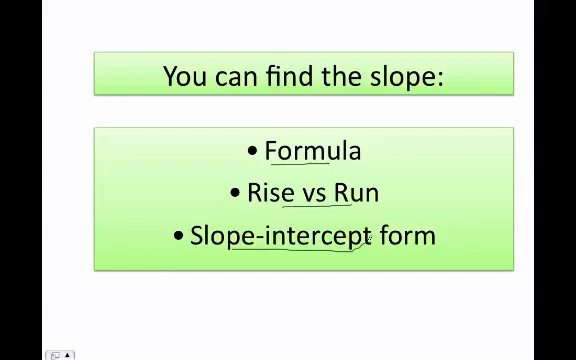 You can find the slope:
• Formula
• Rise vs Run
• Slope-intercept form